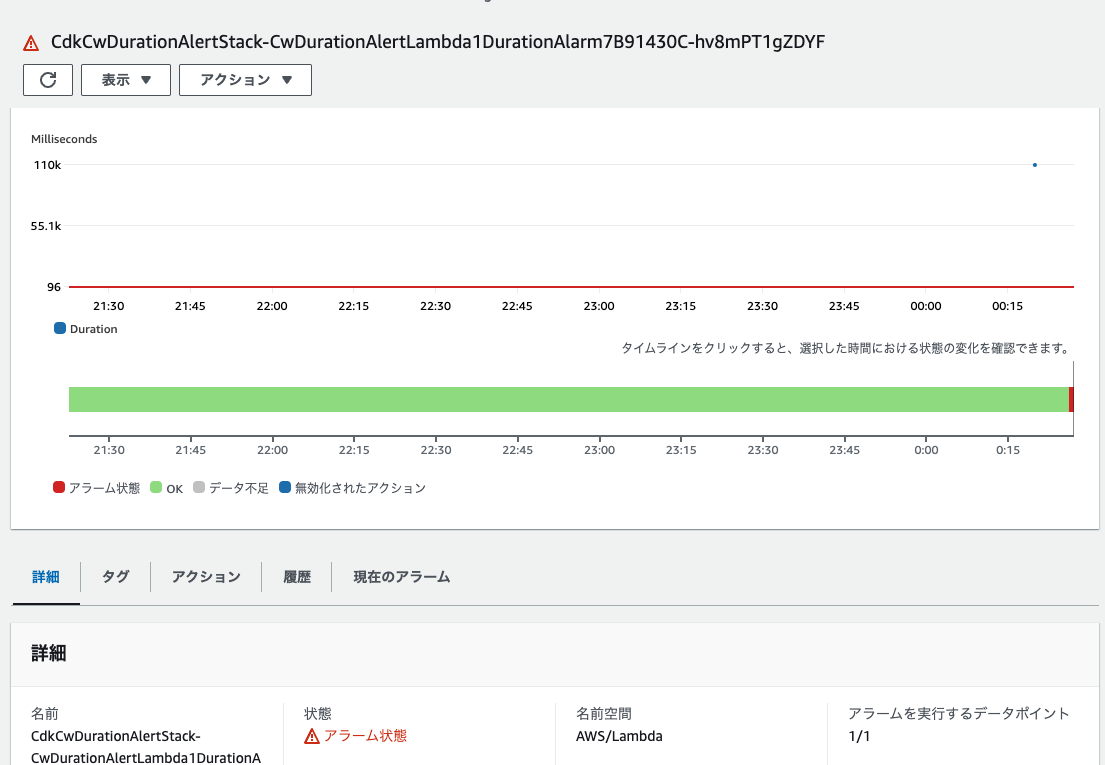 CdkCwDurationAlertStack-CwDurationAlertLambda1DurationAlarm7B91430C-hv8mPT1gZDYF
表示 アクション
Milliseconds
110k
55.1k
96
21:30 21:45 22:00 22:15 22:30 22:45 23:00 23:15 23:30 23:45 00:00 00:15
Duration
タイムラインをクリックすると、選択した時間における状態の変化を確認できます。
21:30 21:45 22:00 22:15 22:30 22:45 23:00 23:15 23:30 23:45 0:00 0:15
アラーム状態 OK データ不足 無効化されたアクション
詳細 タグ アクション 履歴 現在のアラーム
詳細
名前 状態 名前空間 アラームを実行するデータポイント
CdkCwDurationAlertStack- アラーム状態 AWS/Lambda 1/1
CwDurationAlertLambda1DurationA